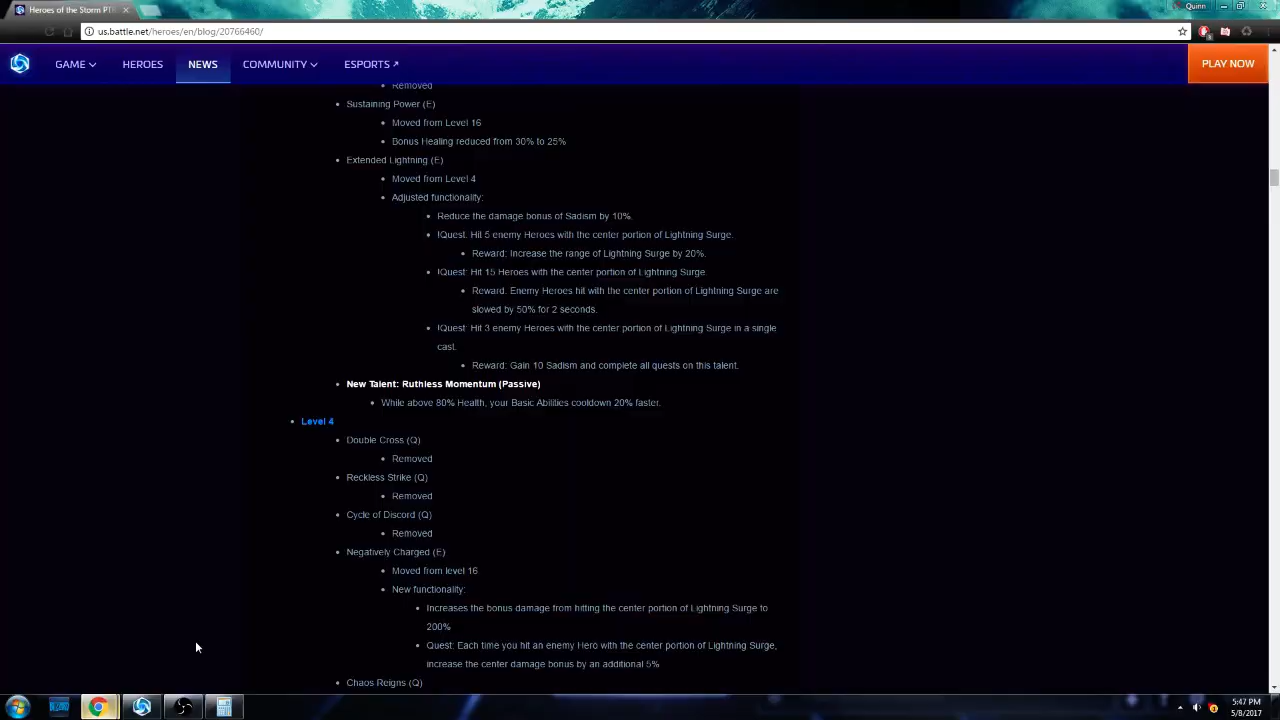 Heroes of the Storm PTR
Quinn
us.battle.net/heroes/en/blog/20766460/
GAME
HEROES
NEWS
COMMUNITY
ESPORTS
PLAY NOW
Removed
Sustaining Power (E)
Moved from Level 16
Bonus Healing reduced from 30% to 25%
Extended Lightning (E)
Moved from Level 4
Adjusted functionality:
Reduce the damage bonus of Sadism by 10%.
!Quest: Hit 5 enemy Heroes with the center portion of Lightning Surge.
Reward: Increase the range of Lightning Surge by 20%.
!Quest: Hit 15 Heroes with the center portion of Lightning Surge.
Reward: Enemy Heroes hit with the center portion of Lightning Surge are
slowed by 50% for 2 seconds.
!Quest: Hit 3 enemy Heroes with the center portion of Lightning Surge in a single
cast.
Reward: Gain 10 Sadism and complete all quests on this talent.
New Talent: Ruthless Momentum (Passive)
While above 80% Health, your Basic Abilities cooldown 20% faster.
Level 4
Double Cross (Q)
Removed
Reckless Strike (Q)
Removed
Cycle of Discord (Q)
Removed
Negatively Charged (E)
Moved from level 16
New functionality:
Increases the bonus damage from hitting the center portion of Lightning Surge to
200%
Quest: Each time you hit an enemy Hero with the center portion of Lightning Surge,
increase the center damage bonus by an additional 5%
Chaos Reigns (Q)
5:47 PM
5/8/2017